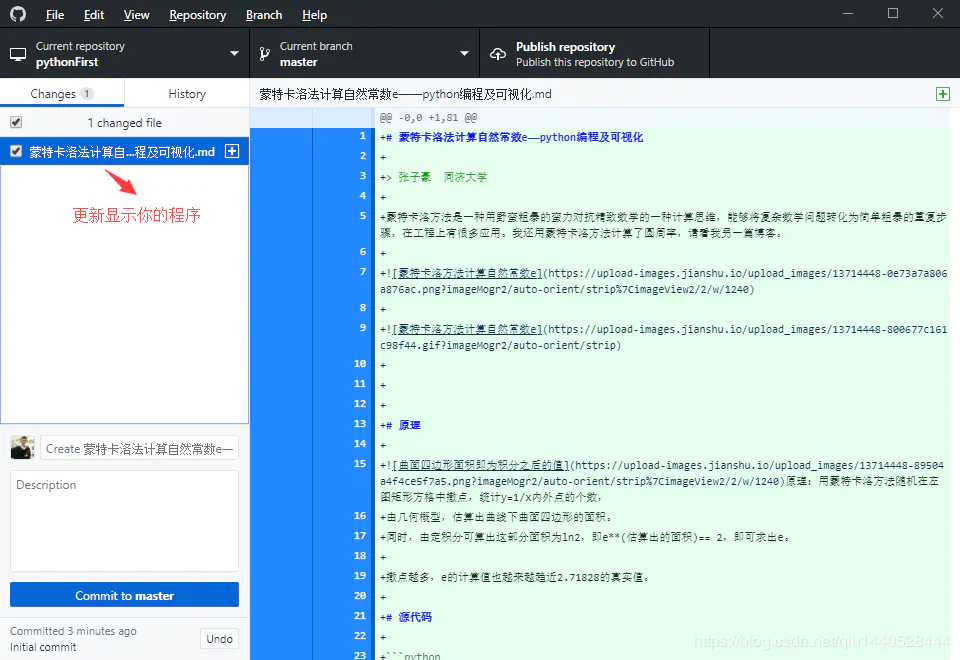 File Edit View Repository Branch Help
Current repository
pythonFirst
Current branch
master
Publish repository
Publish this repository to GitHub
Changes 1
History
蒙特卡洛法计算自然常数e——python编程及可视化.md
1 changed file
蒙特卡洛法计算自...程及可视化.md
更新显示你的程序
Create 蒙特卡洛法计算自然常数e—
Description
Commit to master
Committed 3 minutes ago
Initial commit
Undo
@@ -0,0 +1,81 @@
1 +# 蒙特卡洛法计算自然常数e——python编程及可视化
2 +
3 +> 张子豪  同济大学
4 +
5 +蒙特卡洛方法是一种用野蛮粗暴的蛮力对抗精致数学的一种计算思维，能够将复杂数学问题转化为简单粗暴的重复步
骤，在工程上有很多应用。我还用蒙特卡洛方法计算了圆周率，请看我另一篇博客。
6 +
7 +![蒙特卡洛方法计算自然常数e](https://upload-images.jianshu.io/upload_images/13714448-0e73a7a806
a876ac.png?imageMogr2/auto-orient/strip%7CimageView2/2/w/1240)
8 +
9 +![蒙特卡洛方法计算自然常数e](https://upload-images.jianshu.io/upload_images/13714448-800677c161
c98f44.gif?imageMogr2/auto-orient/strip)
10 +
11 +
12 +
13 +# 原理
14 +
15 +![曲面四边形面积即为积分之后的值](https://upload-images.jianshu.io/upload_images/13714448-89504
a4f4ce5f7a5.png?imageMogr2/auto-orient/strip%7CimageView2/2/w/1240)原理：用蒙特卡洛方法随机在左
图矩形方格中撒点，统计y=1/x内外点的个数，
16 +由几何概型，估算出曲线下曲面四边形的面积。
17 +同时，由定积分可算出这部分面积为ln2，即e**(估算出的面积)== 2，即可求出e。
18 +
19 +撒点越多，e的计算值也越来越趋近2.71828的真实值。
20 +
21 +# 源代码
22 +
23 +```python
https://blog.csdn.net/qiu1440528444